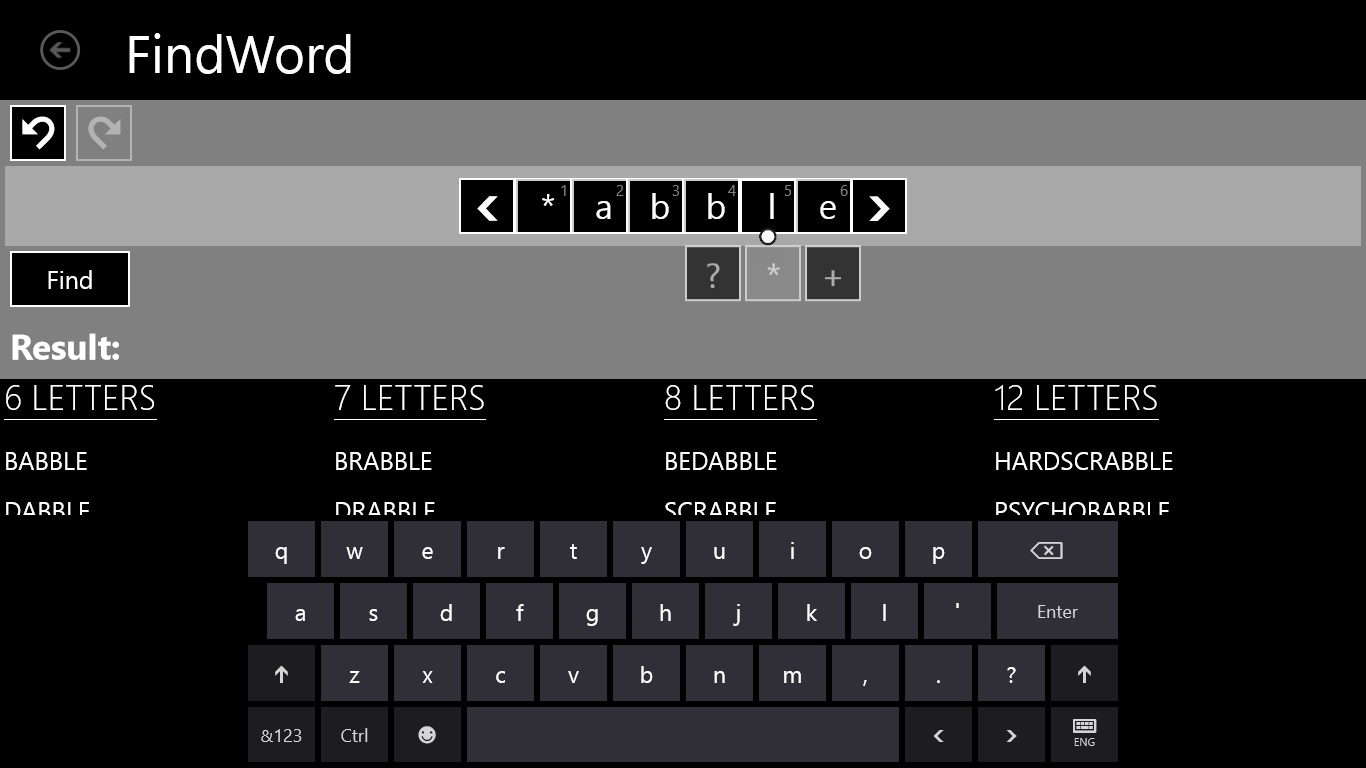 FindWord
* 1 a 2 b 3 b 4 l 5 e 6
? * +
Find
Result:
6 LETTERS 7 LETTERS 8 LETTERS 12 LETTERS
BABBLE BRABBLE BEDABBLE HARDSCRABBLE
DABBLE DRABBLE SCRABBLE PSYCHOBABBLE
q w e r t y u i o p
a s d f g h j k l ' Enter
z x c v b n m , . ?
&123 Ctrl < > ENG